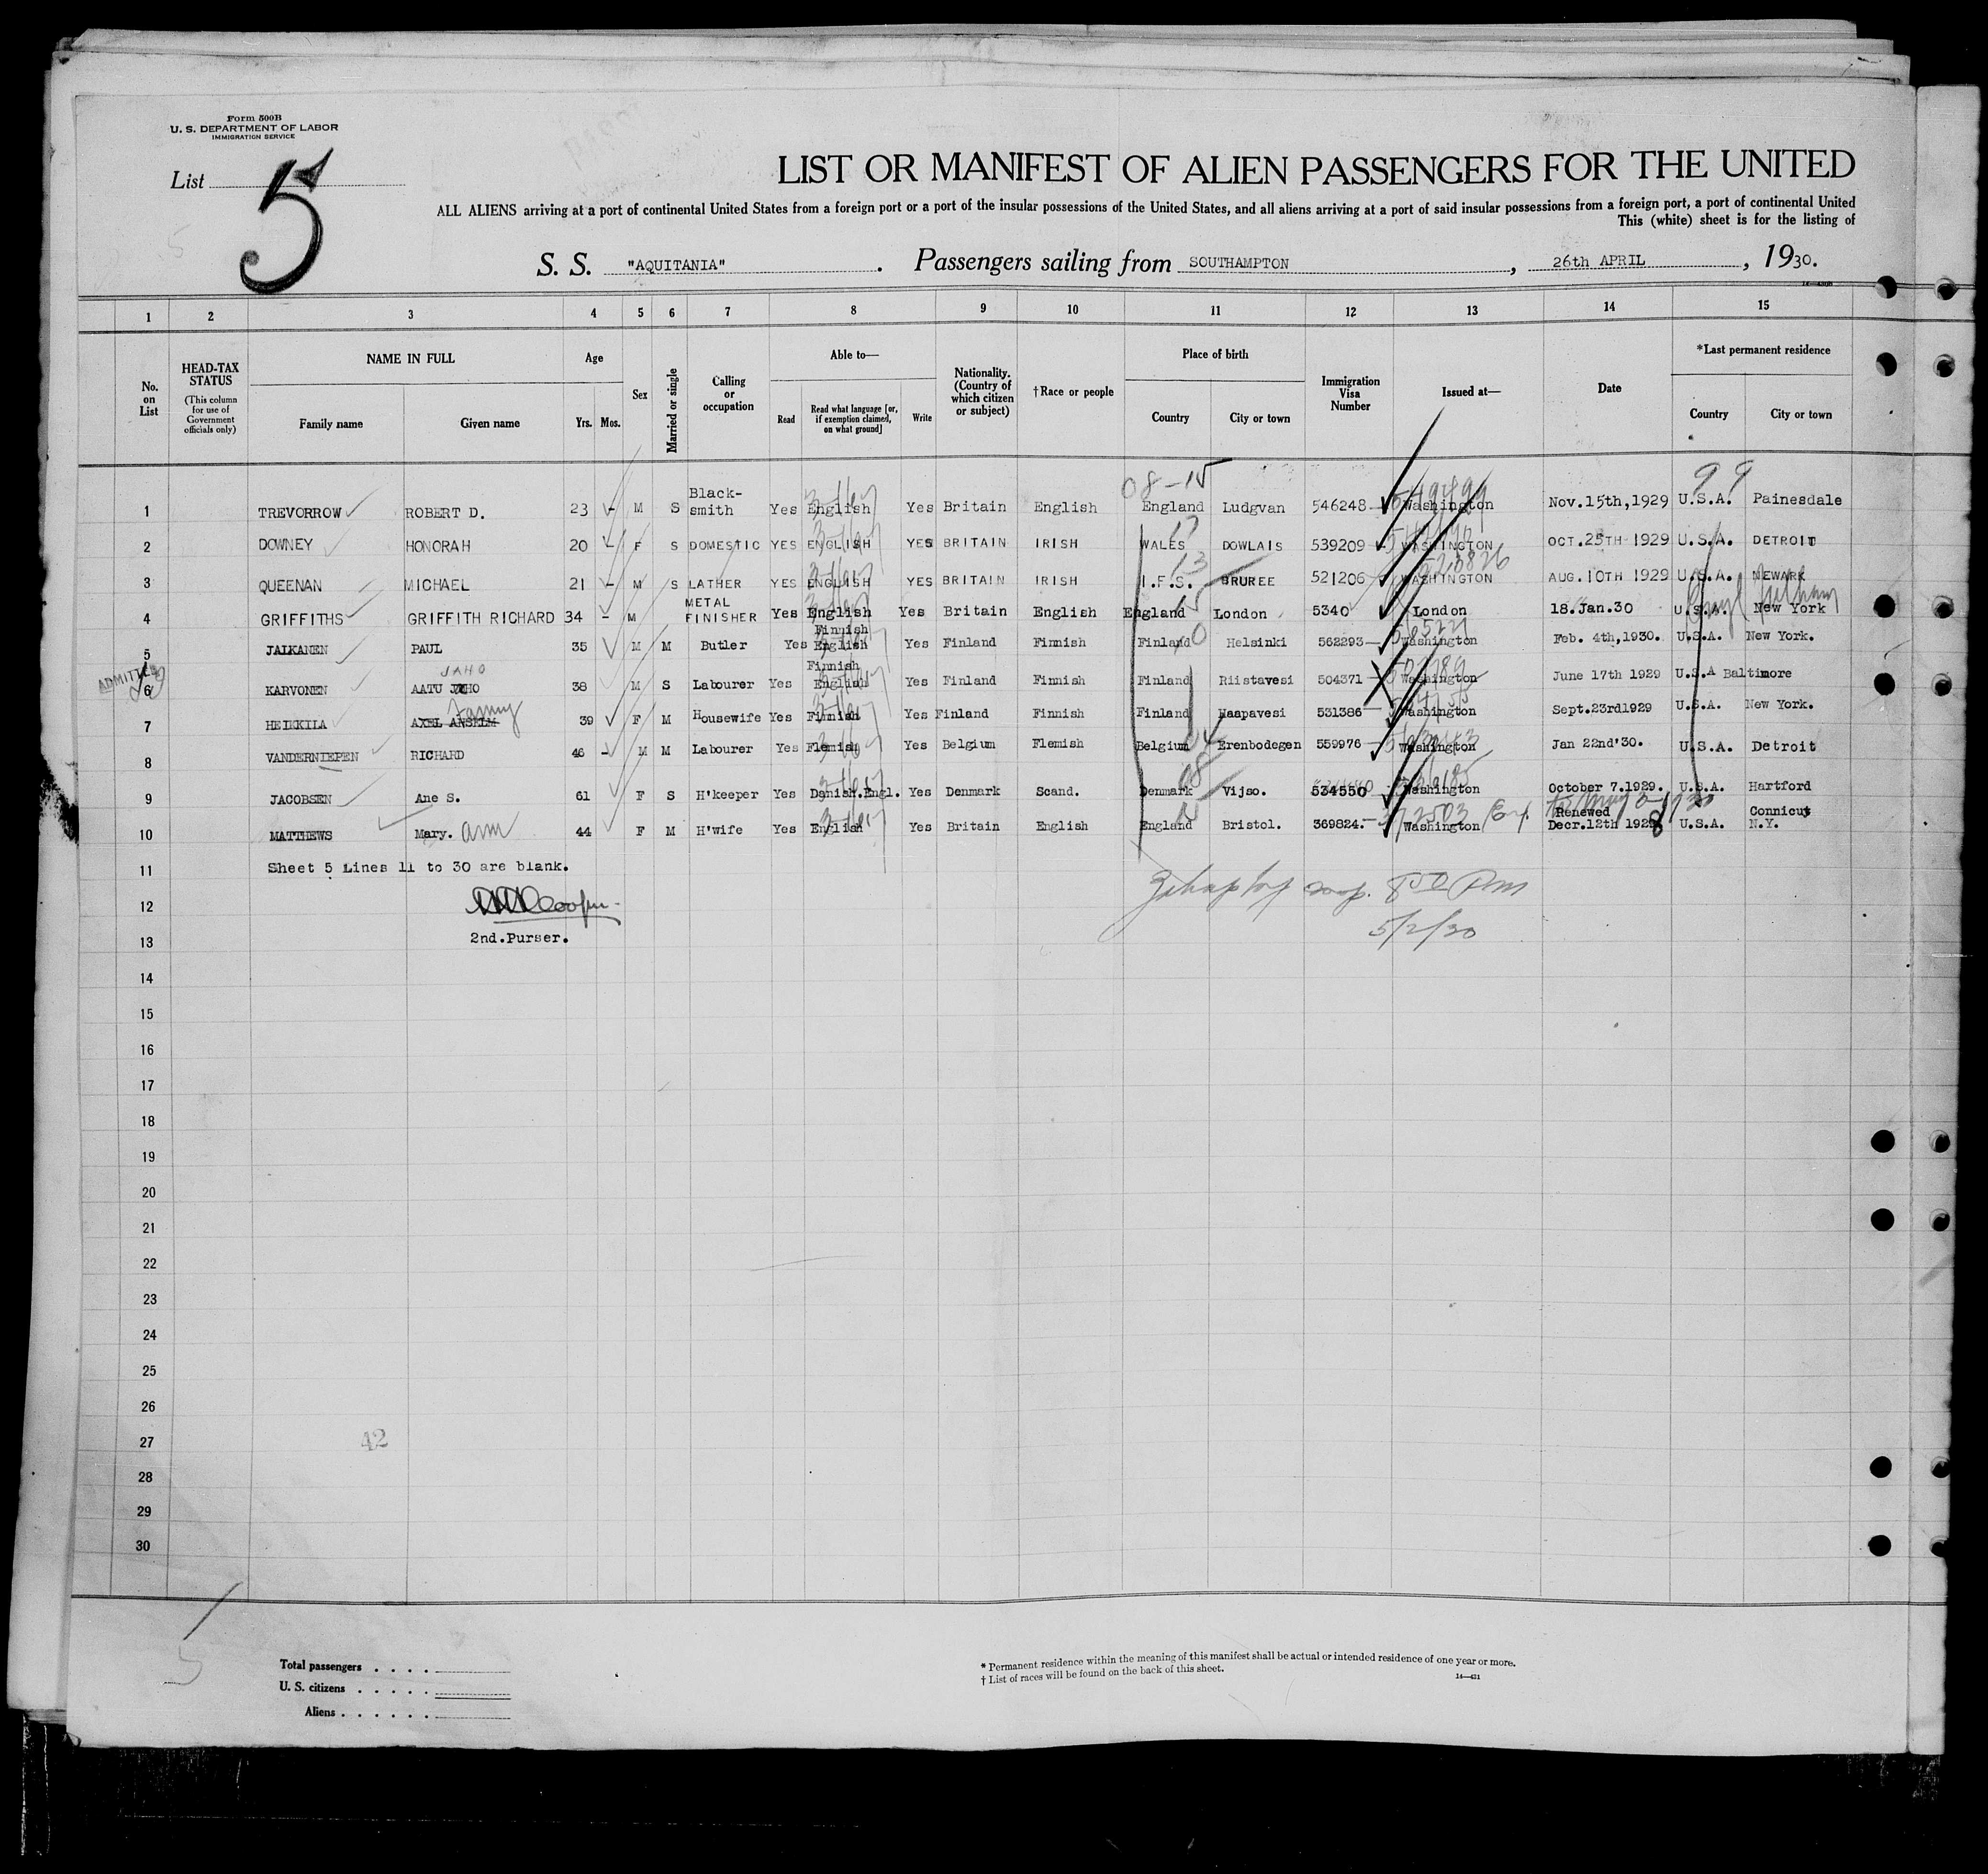 Form 500B
U. S. DEPARTMENT OF LABOR
IMMIGRATION SERVICE
List 5
LIST OR MANIFEST OF ALIEN PASSENGERS FOR THE UNITED
ALL ALIENS arriving at a port of continental United States from a foreign port or a port of the insular possessions of the United States, and all aliens arriving at a port of said insular possessions from a foreign port, a port of continental United
This (white) sheet is for the listing of
S. S. "AQUITANIA". Passengers sailing from SOUTHAMPTON, 26th APRIL, 1930.
1 2 3 4 5 6 7 8 9 10 11 12 13 14 15
No. on List
HEAD-TAX STATUS (This column for use of Government officials only)
NAME IN FULL
Family name Given name
Age
Yrs. Mos.
Sex
Married or single
Calling or occupation
Able to—
Read Read what language [or, if exemption claimed, on what ground] Write
Nationality. (Country of which citizen or subject)
†Race or people
Place of birth
Country City or town
Immigration Visa Number
Issued at—
Date
*Last permanent residence
Country City or town
08-15 99
1 TREVORROW ROBERT D. 23 - M S Black-smith Yes English Yes Britain English England Ludgvan 546248 Washington Nov.15th,1929 U.S.A. Painesdale
2 DOWNEY HONORAH 20 - F S DOMESTIC YES ENGLISH YES BRITAIN IRISH WALES DOWLAIS 539209 WASHINGTON OCT.25TH 1929 U.S.A. DETROIT
3 QUEENAN MICHAEL 21 - M S LATHER YES ENGLISH YES BRITAIN IRISH I.F.S. BRUREE 521206 WASHINGTON AUG.10TH 1929 U.S.A. NEWARK
4 GRIFFITHS GRIFFITH RICHARD 34 - M METAL FINISHER Yes English Yes Britain English England London 5340 London 18.Jan.30 U.S.A. New York
5 JALKANEN PAUL 35 M M Butler Yes Finnish English Yes Finland Finnish Finland Helsinki 562293 Washington Feb. 4th,1930. U.S.A. New York.
ADMITTED
6 KARVONEN AATU JUHO JAHO 38 M S Labourer Yes Finnish English Yes Finland Finnish Finland Riistavesi 504371 Washington June 17th 1929 U.S.A Baltimore
7 HEIKKILA AXEL ANSELM Fanny 39 F M Housewife Yes Finnish Yes Finland Finnish Finland Haapavesi 531386 Washington Sept.23rd1929 U.S.A. New York.
8 VANDERNIEPEN RICHARD 46 - M M Labourer Yes Flemish Yes Belgium Flemish Belgium Erenbodegen 559976 Washington Jan 22nd'30. U.S.A. Detroit
9 JACOBSEN Ane S. 61 F S H'keeper Yes Danish.Engl. Yes Denmark Scand. Denmark Vijso. 534550 Washington October 7.1929. U.S.A. Hartford Connicut
10 MATTHEWS Mary. Ann 44 F M H'wife Yes English Yes Britain English England Bristol. 369824.- Washington Renewed Decr.12th 1928 U.S.A. N.Y.
11 Sheet 5 Lines 11 to 30 are blank.
12
13 2nd.Purser.
5/2/30
14
15
16
17
18
19
20
21
22
23
24
25
26
27 42
28
29
30
Total passengers . . . .
U. S. citizens . . . . .
Aliens . . . . . .
* Permanent residence within the meaning of this manifest shall be actual or intended residence of one year or more.
† List of races will be found on the back of this sheet.
14—421